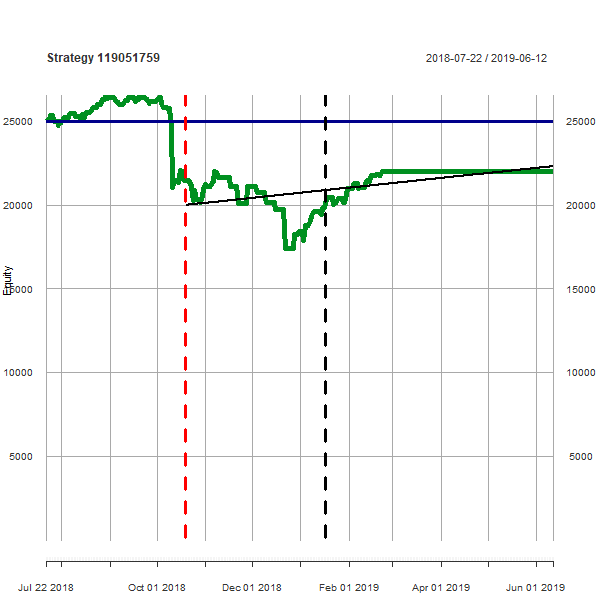 Strategy 119051759
2018-07-22 / 2019-06-12
25000 25000
20000 20000
Equity
15000 15000
10000 10000
5000 5000
Jul 22 2018 Oct 01 2018 Dec 01 2018 Feb 01 2019 Apr 01 2019 Jun 01 2019